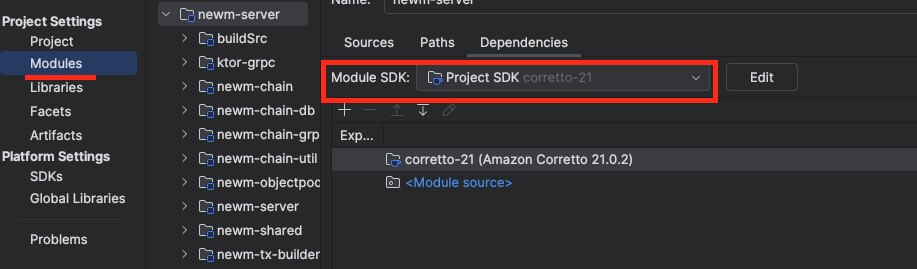 Project Settings
Project
Modules
Libraries
Facets
Artifacts
Platform Settings
SDKs
Global Libraries
Problems
newm-server
buildSrc
ktor-grpc
newm-chain
newm-chain-db
newm-chain-grp
newm-chain-util
newm-objectpoo
newm-server
newm-shared
newm-tx-builder
Name: newm-server
Sources Paths Dependencies
Module SDK: Project SDK corretto-21 Edit
Exp...
corretto-21 (Amazon Corretto 21.0.2)
<Module source>